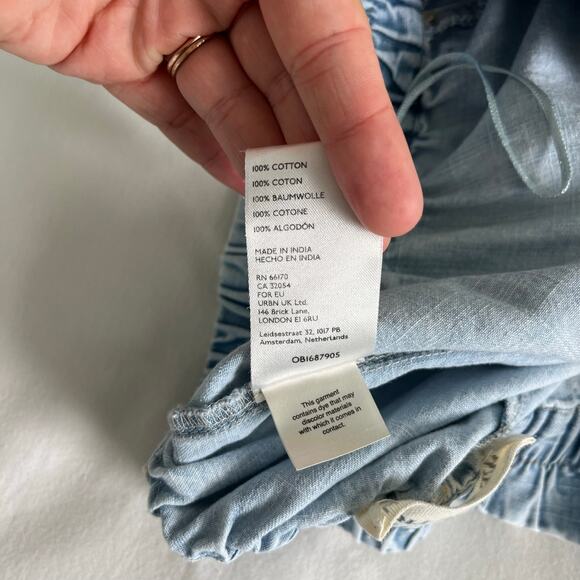 100% COTTON
100% COTON
100% BAUMWOLLE
100% COTONE
100% ALGODÓN
MADE IN INDIA
HECHO EN INDIA
RN 66170
CA 32054
FOR EU
URBN UK Ltd.
146 Brick Lane,
LONDON E1 6RU
Leidsestraat 32, 1017 PB
Amsterdam, Netherlands
OB1687905
This garment
contains dye that may
discolor materials
with which it comes in
contact.